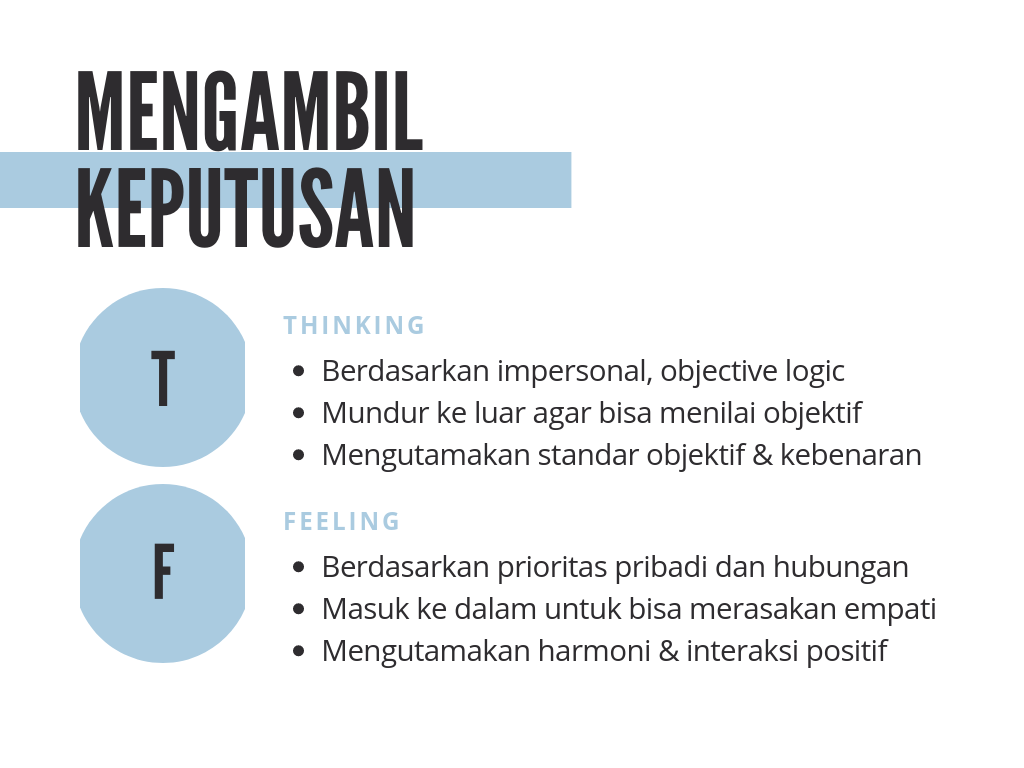 MENGAMBIL
KEPUTUSAN
T
THINKING
• Berdasarkan impersonal, objective logic
• Mundur ke luar agar bisa menilai objektif
• Mengutamakan standar objektif & kebenaran
F
FEELING
• Berdasarkan prioritas pribadi dan hubungan
• Masuk ke dalam untuk bisa merasakan empati
• Mengutamakan harmoni & interaksi positif